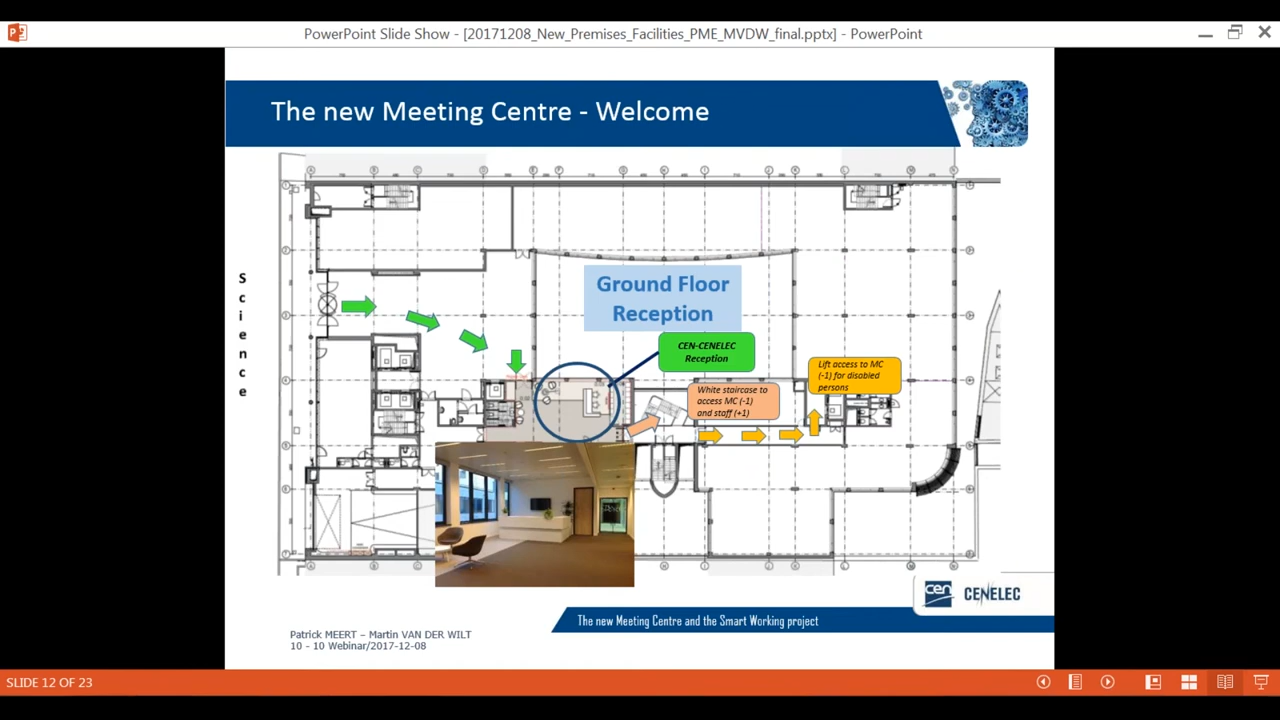 PowerPoint Slide Show - [20171208_New_Premises_Facilities_PME_MVDW_final.pptx] - PowerPoint
The new Meeting Centre - Welcome
Science
Ground Floor
Reception
CEN-CENELEC
Reception
White staircase to
access MC (-1)
and staff (+1)
Lift access to MC
(-1) for disabled
persons
cen
CENELEC
The new Meeting Centre and the Smart Working project
Patrick MEERT – Martin VAN DER WILT
10 - 10 Webinar/2017-12-08
SLIDE 12 OF 23